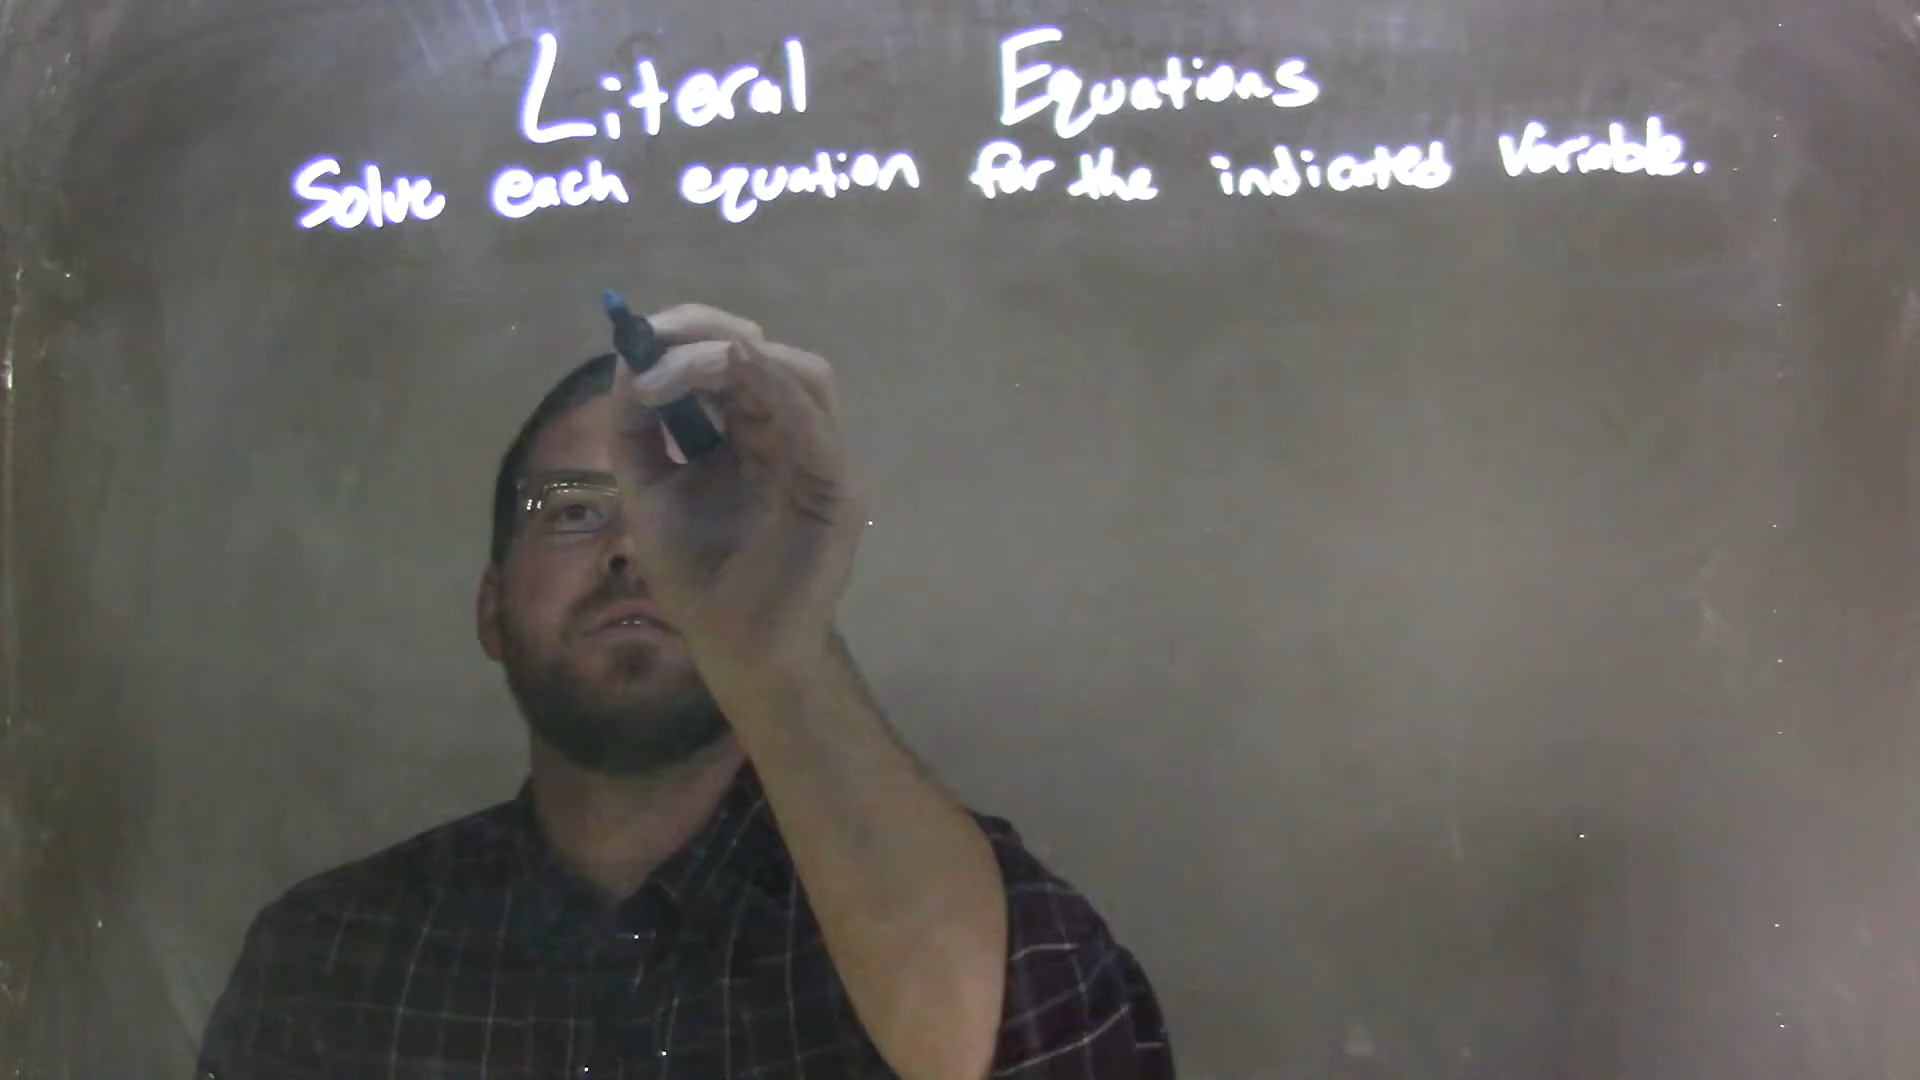 Literal Equations
Solve each equation for the indicated variable.